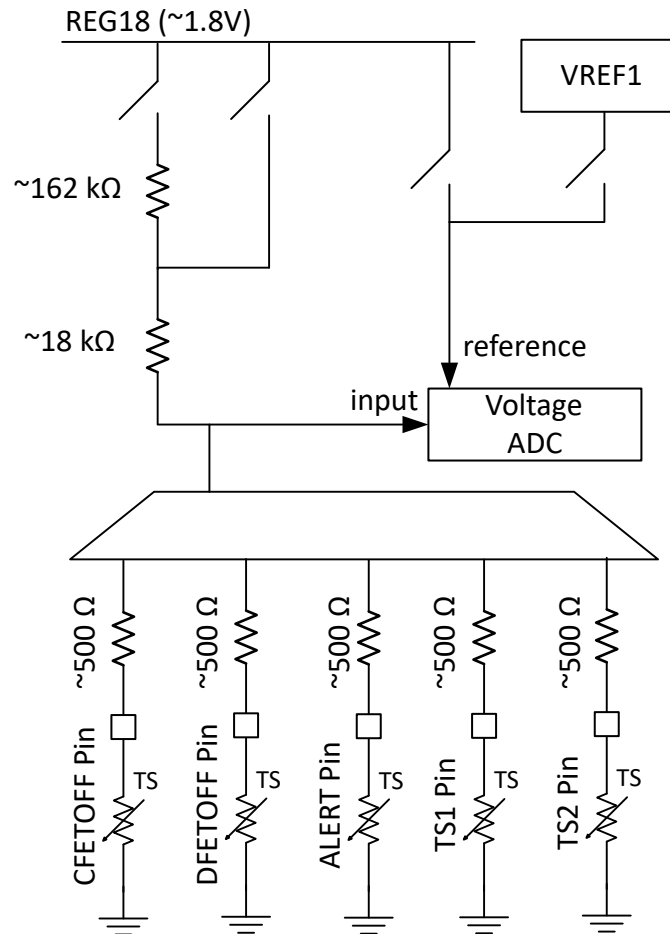 REG18 (~1.8V)
VREF1
~162 kΩ
~18 kΩ
reference
input
Voltage
ADC
~500 Ω
~500 Ω
~500 Ω
~500 Ω
~500 Ω
CFETOFF Pin
TS
DFETOFF Pin
TS
ALERT Pin
TS
TS1 Pin
TS
TS2 Pin
TS